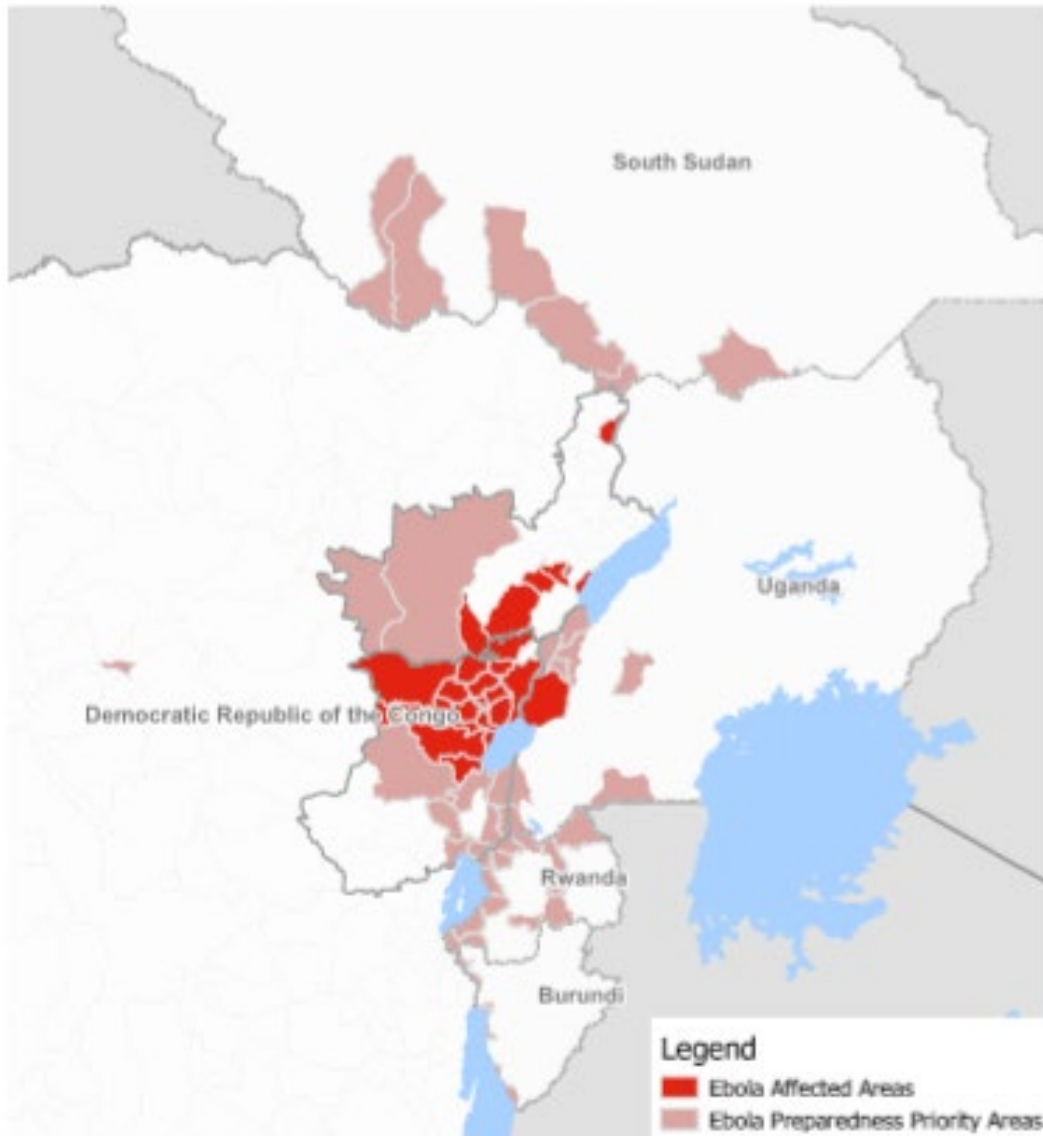 South Sudan
Uganda
Democratic Republic of the Congo
Rwanda
Burundi
Legend
Ebola Affected Areas
Ebola Preparedness Priority Areas